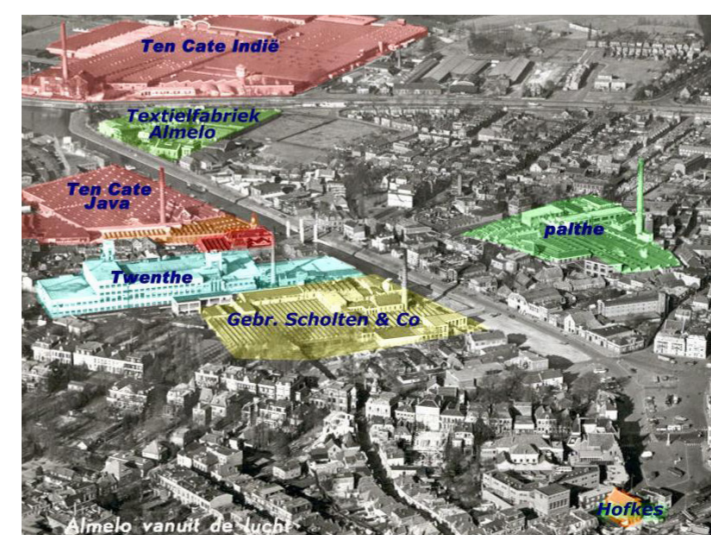 Ten Cate Indië
Textielfabriek
Almelo
Ten Cate
Java
palthe
Twenthe
Gebr. Scholten & Co
Hofkes
Almelo vanuit de lucht